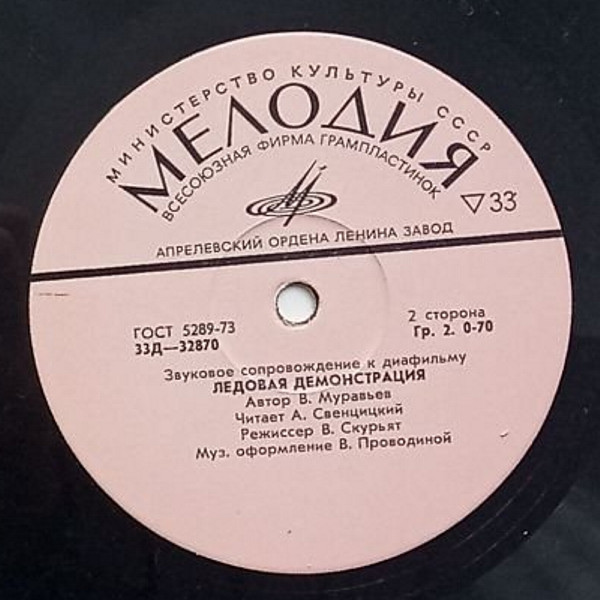 МИНИСТЕРСТВО КУЛЬТУРЫ СССР
МЕЛОДИЯ
ВСЕСОЮЗНАЯ ФИРМА ГРАМПЛАСТИНОК
▽33
АПРЕЛЕВСКИЙ ОРДЕНА ЛЕНИНА ЗАВОД
ГОСТ 5289-73
2 сторона
33Д—32870
Гр. 2. 0-70
Звуковое сопровождение к диафильму
ЛЕДОВАЯ ДЕМОНСТРАЦИЯ
Автор В. Муравьев
Читает А. Свенцицкий
Режиссер В. Скурьят
Муз. оформление В. Проводиной